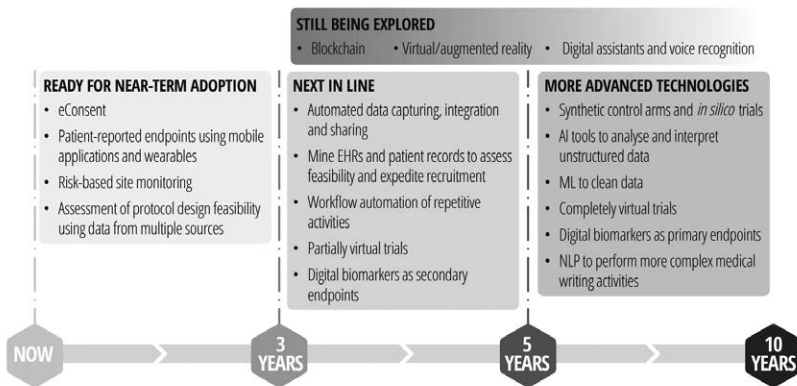 STILL BEING EXPLORED
• Blockchain • Virtual/augmented reality • Digital assistants and voice recognition
READY FOR NEAR-TERM ADOPTION
• eConsent
• Patient-reported endpoints using mobile
applications and wearables
• Risk-based site monitoring
• Assessment of protocol design feasibility
using data from multiple sources
NEXT IN LINE
• Automated data capturing, integration
and sharing
• Mine EHRs and patient records to assess
feasibility and expedite recruitment
• Workflow automation of repetitive
activities
• Partially virtual trials
• Digital biomarkers as secondary
endpoints
MORE ADVANCED TECHNOLOGIES
• Synthetic control arms and in silico trials
• AI tools to analyse and interpret
unstructured data
• ML to clean data
• Completely virtual trials
• Digital biomarkers as primary endpoints
• NLP to perform more complex medical
writing activities
NOW
3
YEARS
5
YEARS
10
YEARS